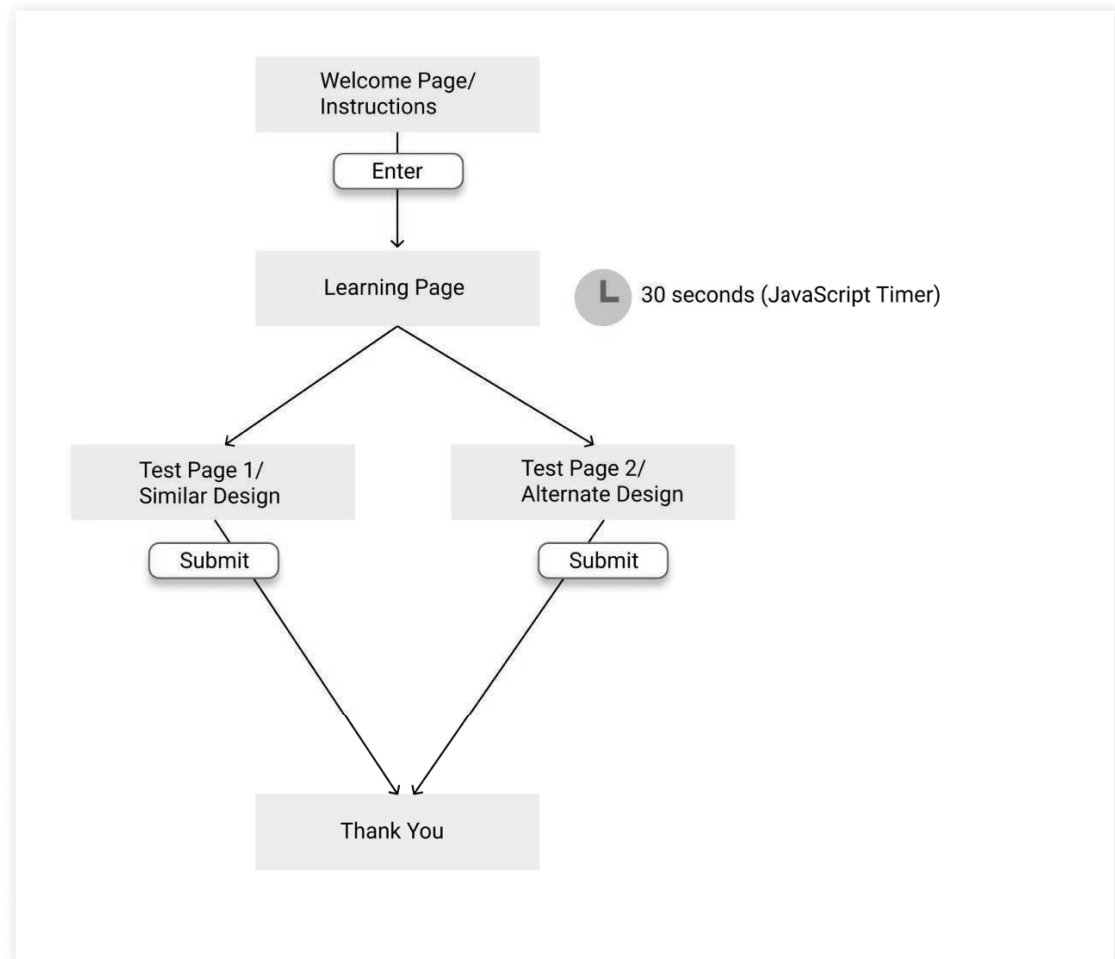 Welcome Page/
Instructions
Enter
Learning Page
30 seconds (JavaScript Timer)
Test Page 1/
Similar Design
Test Page 2/
Alternate Design
Submit
Submit
Thank You